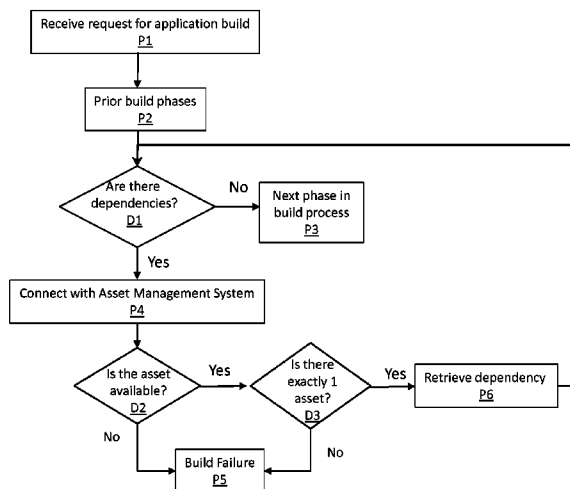 Receive request for application build
P1
Prior build phases
P2
Are there
dependencies?
D1
No
Next phase in
build process
P3
Yes
Connect with Asset Management System
P4
Is the asset
available?
D2
Yes
Is there
exactly 1
asset?
D3
Yes
Retrieve dependency
P6
No
No
Build Failure
P5